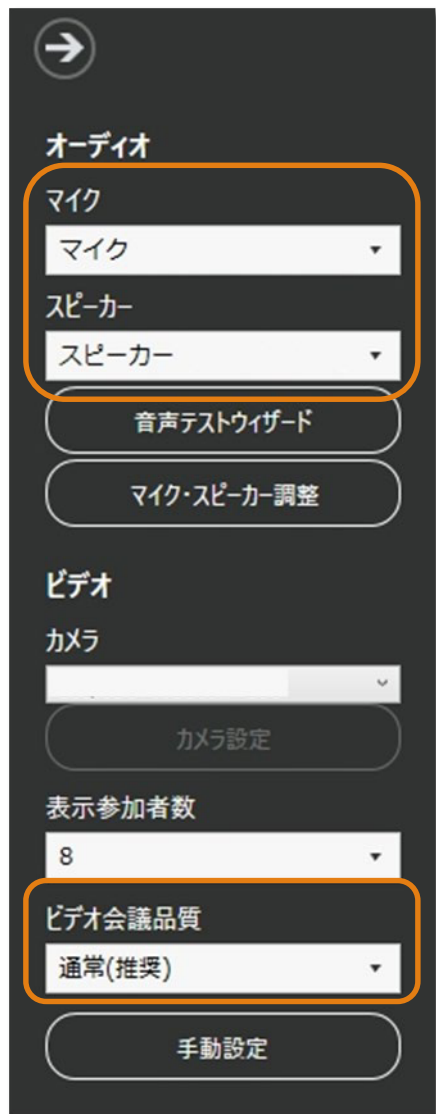 オーディオ
マイク
マイク
スピーカー
スピーカー
音声テストウィザード
マイク・スピーカー調整
ビデオ
カメラ
カメラ設定
表示参加者数
8
ビデオ会議品質
通常(推奨)
手動設定